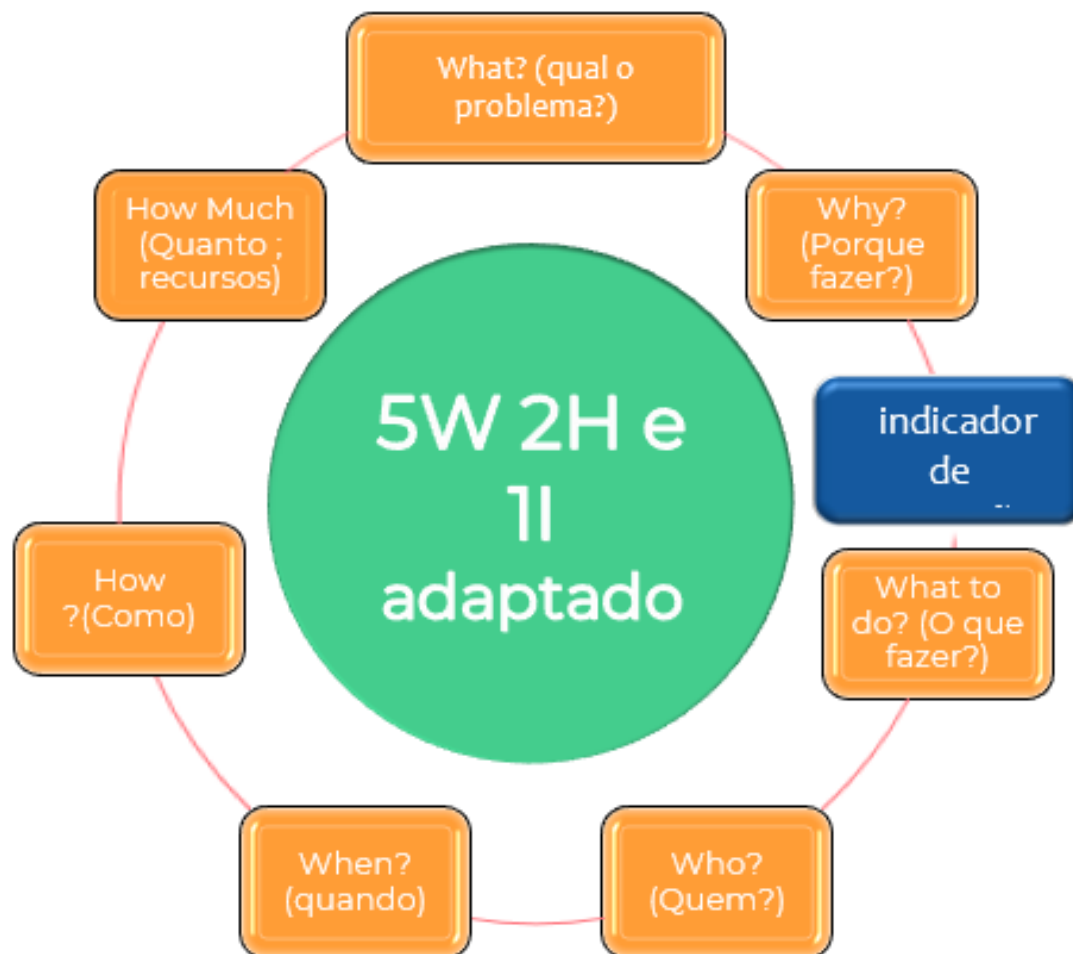 What? (qual o
problema?)
Why?
(Porque
fazer?)
indicador
de
What to
do? (O que
fazer?)
Who?
(Quem?)
When?
(quando)
How
?(Como)
How Much
(Quanto ;
recursos)
5W 2H e
1I
adaptado